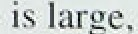 is large,